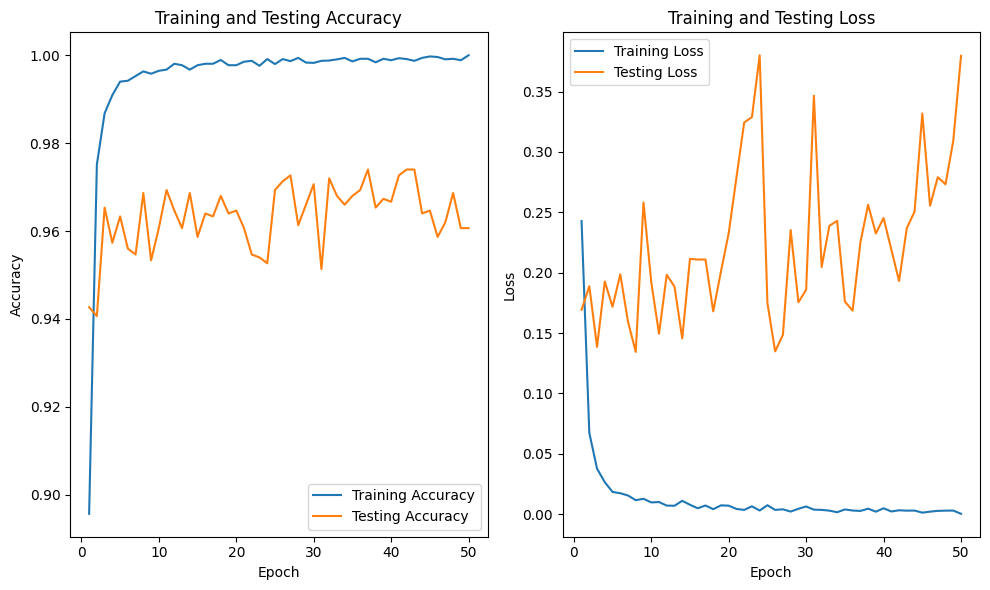 Training and Testing Accuracy
Accuracy
1.00
0.98
0.96
0.94
0.92
0.90
Training Accuracy
Testing Accuracy
0 10 20 30 40 50
Epoch
Training and Testing Loss
Loss
Training Loss
Testing Loss
0.35
0.30
0.25
0.20
0.15
0.10
0.05
0.00
0 10 20 30 40 50
Epoch